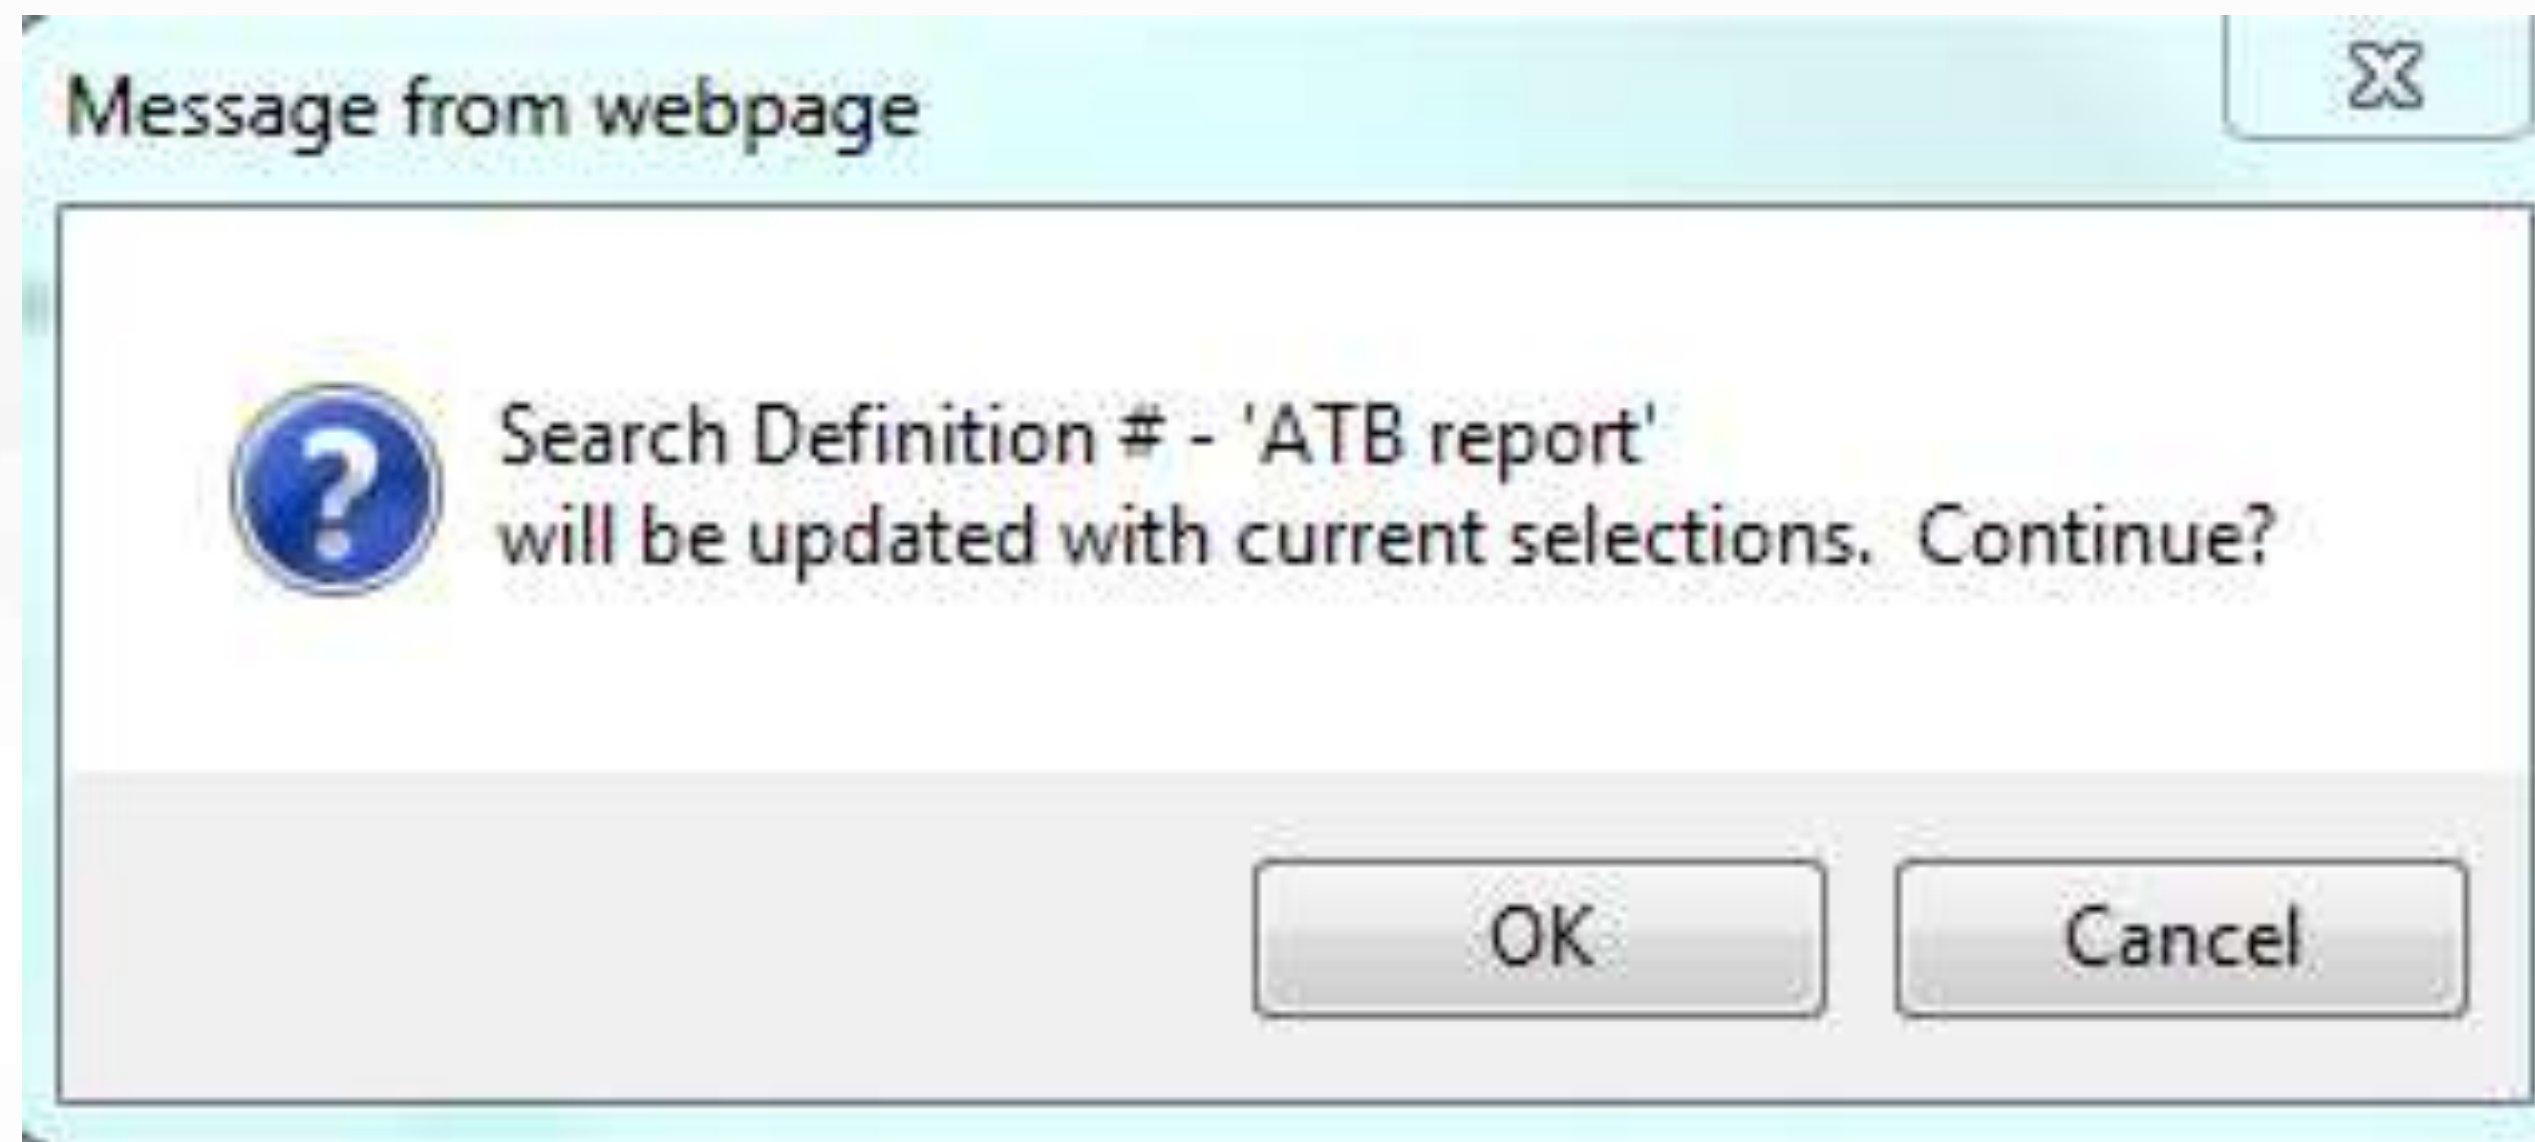 Message from webpage
Search Definition # - 'ATB report'
will be updated with current selections.  Continue?
OK
Cancel